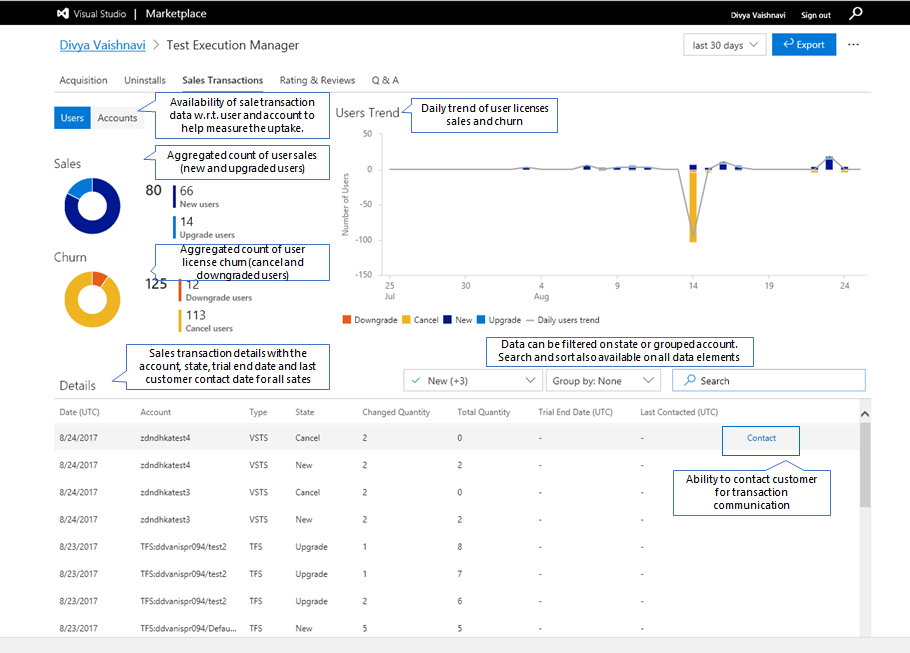 Visual Studio | Marketplace
Divya Vaishnavi Sign out
Divya Vaishnavi > Test Execution Manager
last 30 days
Export
...
Acquisition Uninstalls Sales Transactions Rating & Reviews Q & A
Users Accounts
Availability of sale transaction
data w.r.t. user and account to
help measure the uptake.
Users Trend
Daily trend of user licenses
sales and churn
Sales
Aggregated count of user sales
(new and upgraded users)
80
66
New users
14
Upgrade users
Churn
Aggregated count of user
license churn (cancel and
downgraded users)
125
12
Downgrade users
113
Cancel users
Number of Users
50
0
-50
-100
-150
25 30 4 9 14 19 24
Jul Aug
Downgrade Cancel New Upgrade Daily users trend
Sales transaction details with the
account, state, trial end date and last
customer contact date for all sales
Data can be filtered on state or grouped account.
Search and sort also available on all data elements
Details
New (+3)
Group by: None
Search
Date (UTC) Account Type State Changed Quantity Total Quantity Trial End Date (UTC) Last Contacted (UTC)
8/24/2017 zdndhkatest4 VSTS Cancel 2 0 - - Contact
8/24/2017 zdndhkatest4 VSTS New 2 2 - -
8/24/2017 zdndhkatest3 VSTS Cancel 2 0 - -
8/24/2017 zdndhkatest3 VSTS New 2 2 - -
8/23/2017 TFS:ddvanispr094/test2 TFS Upgrade 1 8 - -
8/23/2017 TFS:ddvanispr094/test2 TFS Upgrade 1 7 - -
8/23/2017 TFS:ddvanispr094/test2 TFS Upgrade 2 6 - -
8/23/2017 TFS:ddvanispr094/Defau... TFS New 5 5 - -
Ability to contact customer
for transaction
communication